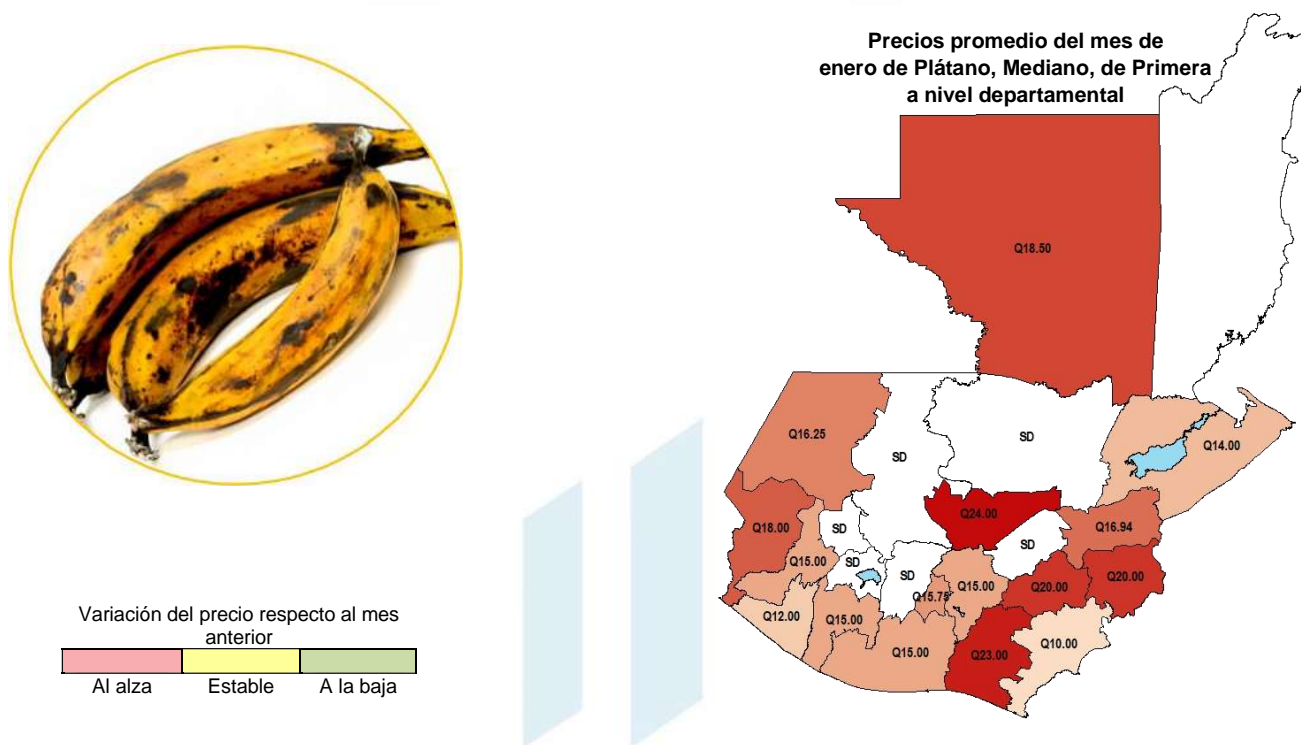 Precios promedio del mes de
enero de Plátano, Mediano, de Primera
a nivel departamental
Q18.50
Q16.25
SD
SD
Q14.00
Q18.00
SD
Q24.00
Q16.94
SD
Q15.00
SD
SD
Q15.00
Q20.00
Q20.00
Q15.75
Q12.00
Q15.00
Q15.00
Q23.00
Q10.00
Variación del precio respecto al mes
anterior
Al alza Estable A la baja